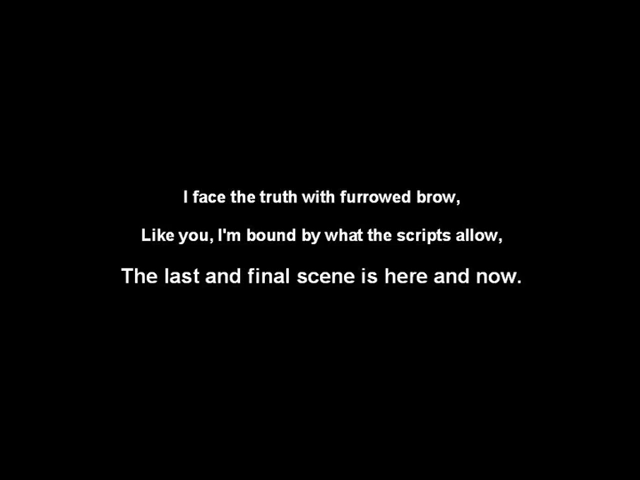 I face the truth with furrowed brow,
Like you, I'm bound by what the scripts allow,
The last and final scene is here and now.